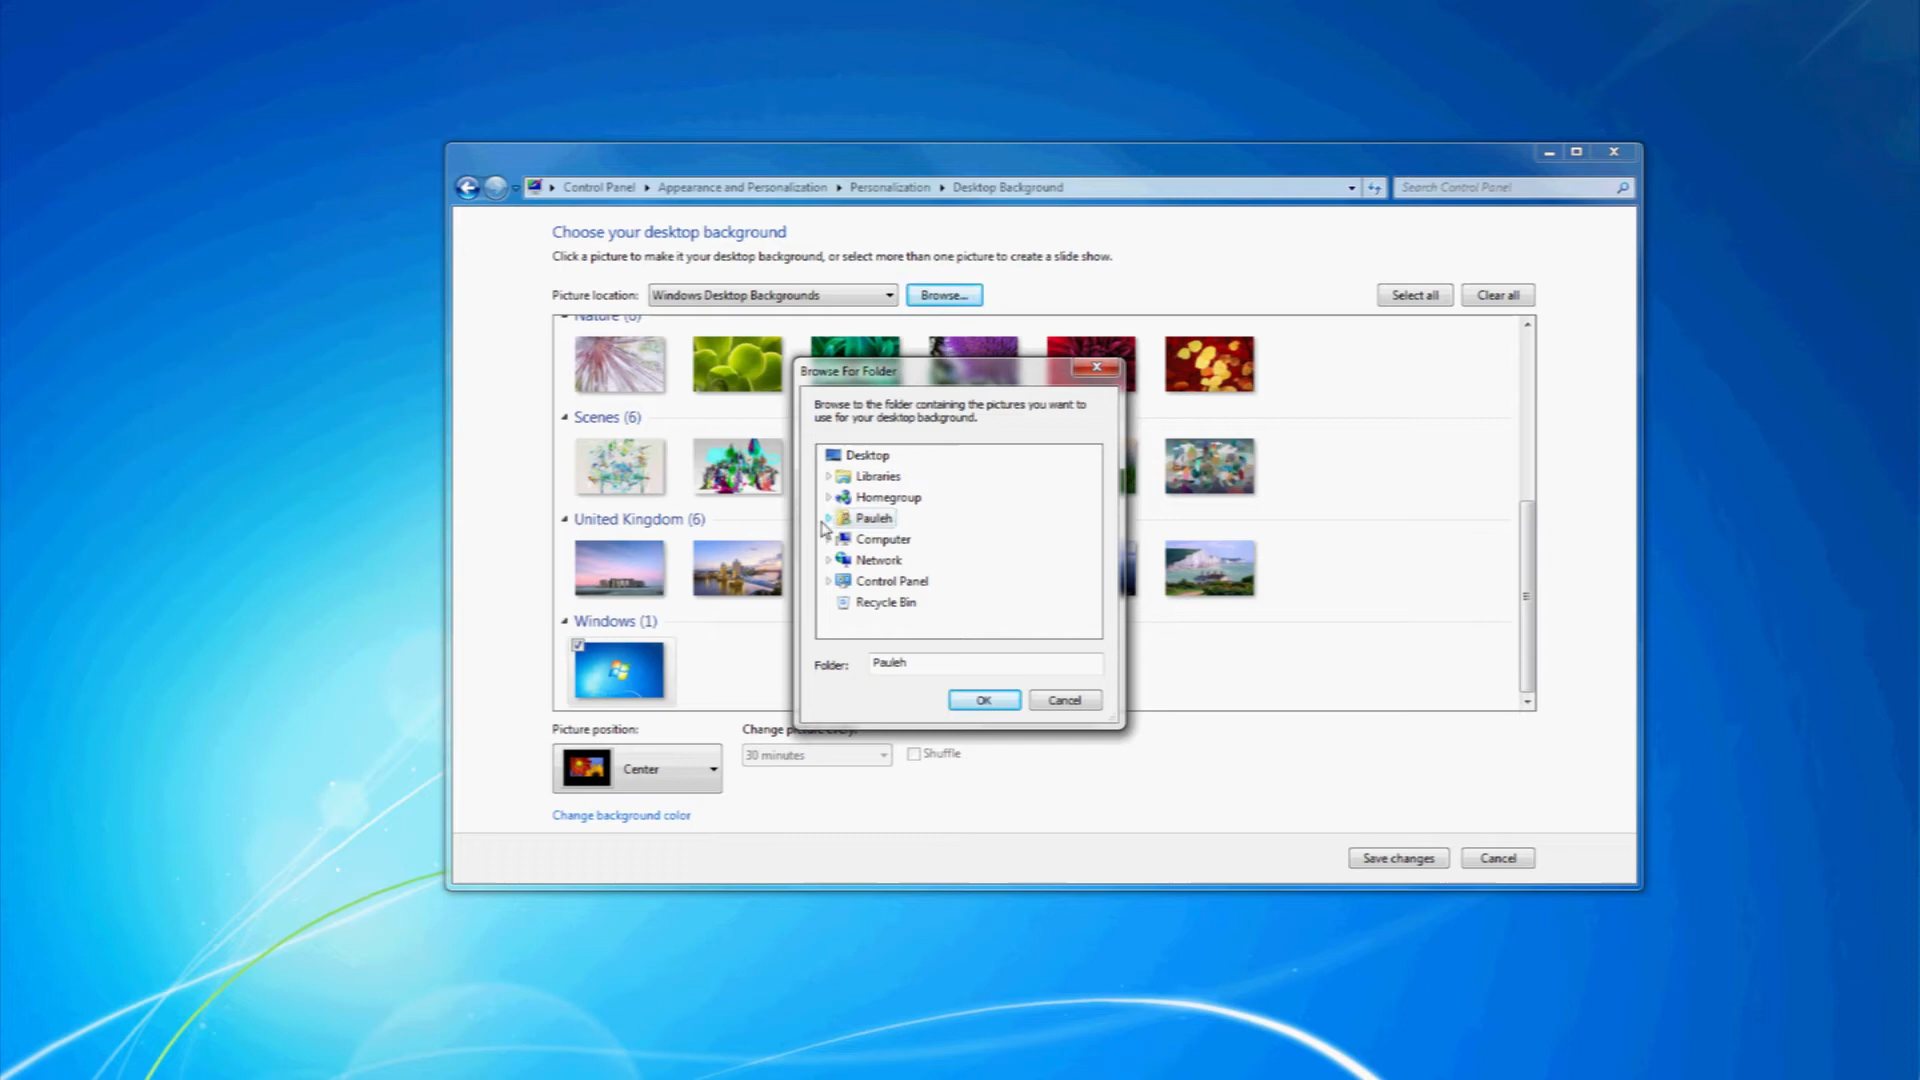 Control Panel
Appearance and Personalization
Personalization
Desktop Background
Search Control Panel
Choose your desktop background
Click a picture to make it your desktop background, or select more than one picture to create a slide show.
Picture location:
Windows Desktop Backgrounds
Browse...
Select all
Clear all
Nature (6)
Scenes (6)
United Kingdom (6)
Windows (1)
Browse For Folder
Browse to the folder containing the pictures you want to
use for your desktop background.
Desktop
Libraries
Homegroup
Pauleh
Computer
Network
Control Panel
Recycle Bin
Folder:
Pauleh
OK
Cancel
Picture position:
Change picture every:
Center
30 minutes
Shuffle
Change background color
Save changes
Cancel